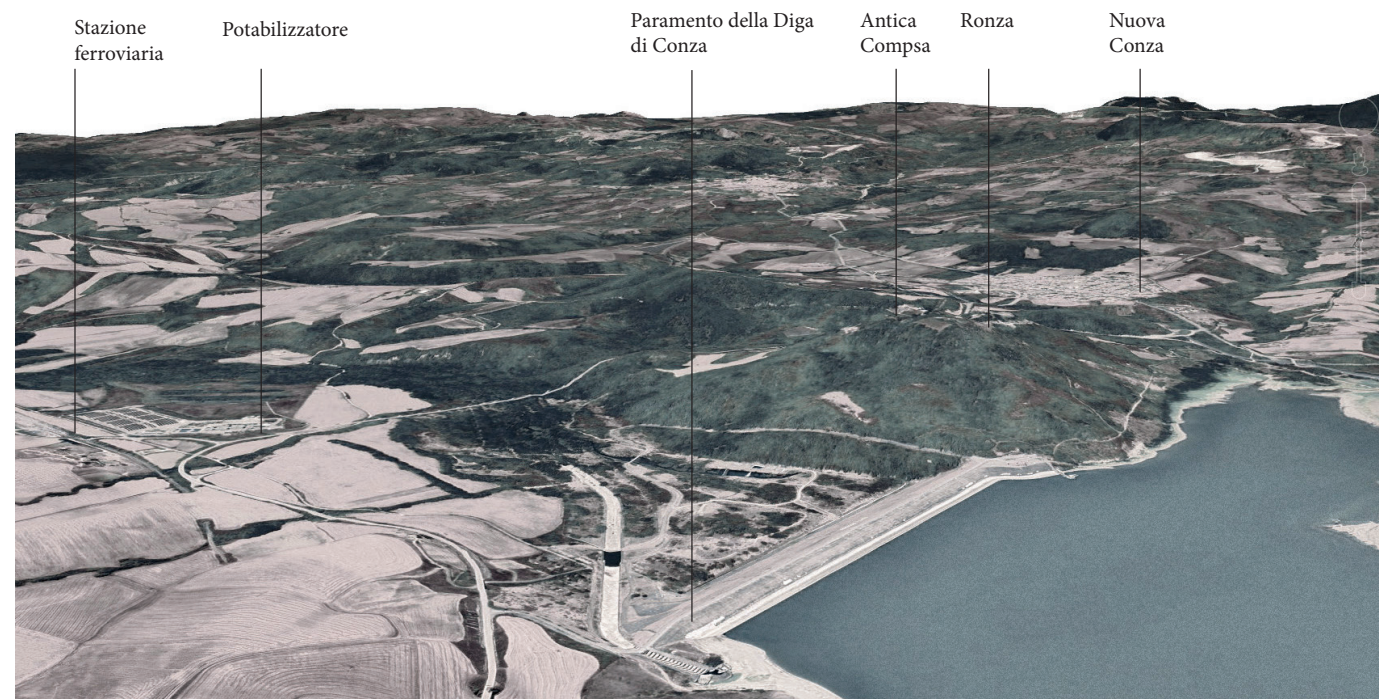 Stazione
ferroviaria
Potabilizzatore
Paramento della Diga
di Conza
Antica
Compsa
Ronza
Nuova
Conza